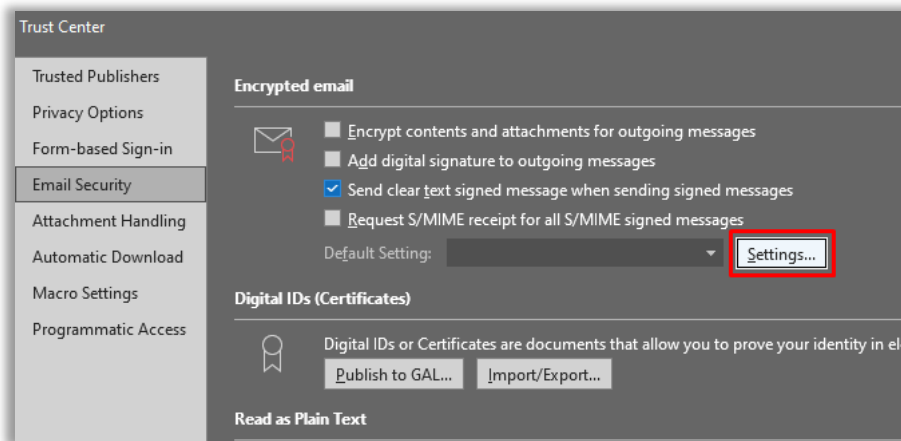 Trust Center
Trusted Publishers
Privacy Options
Form-based Sign-in
Email Security
Attachment Handling
Automatic Download
Macro Settings
Programmatic Access
Encrypted email
Encrypt contents and attachments for outgoing messages
Add digital signature to outgoing messages
Send clear text signed message when sending signed messages
Request S/MIME receipt for all S/MIME signed messages
Default Setting: Settings...
Digital IDs (Certificates)
Digital IDs or Certificates are documents that allow you to prove your identity in
Publish to GAL... Import/Export...
Read as Plain Text